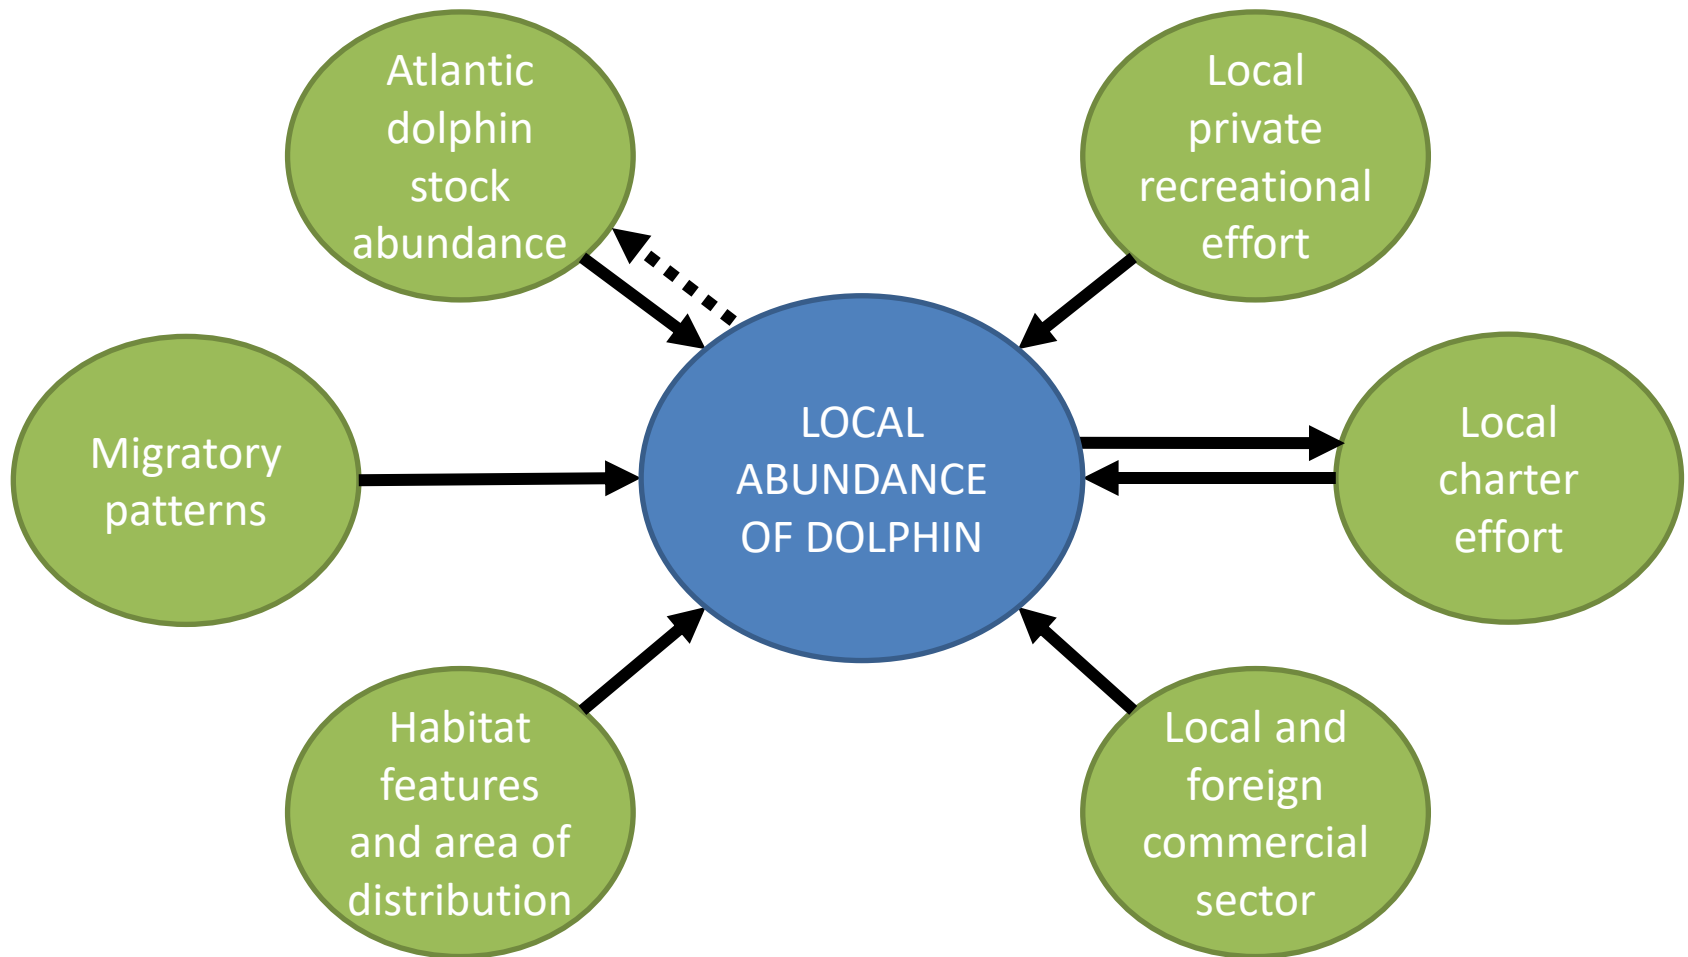 Atlantic
dolphin
stock
abundance
Local
private
recreational
effort
Migratory
patterns
LOCAL
ABUNDANCE
OF DOLPHIN
Local
charter
effort
Habitat
features
and area of
distribution
Local and
foreign
commercial
sector